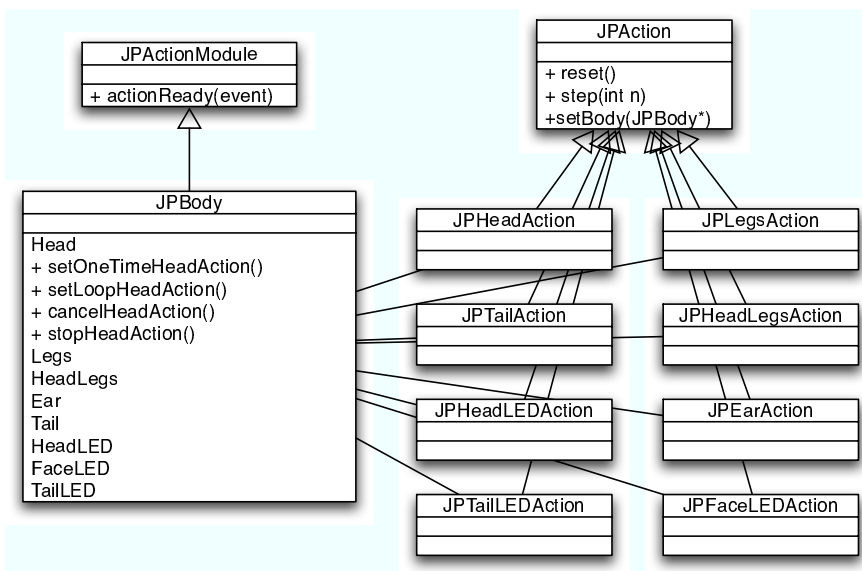 JPActionModule
+ actionReady(event)
JPAction
+ reset()
+ step(int n)
+setBody(JPBody*)
JPBody
Head
+ setOneTimeHeadAction()
+ setLoopHeadAction()
+ cancelHeadAction()
+ stopHeadAction()
Legs
HeadLegs
Ear
Tail
HeadLED
FaceLED
TailLED
JPHeadAction
JPLegsAction
JPTailAction
JPHeadLegsAction
JPHeadLEDAction
JPEarAction
JPTailLEDAction
JPFaceLEDAction